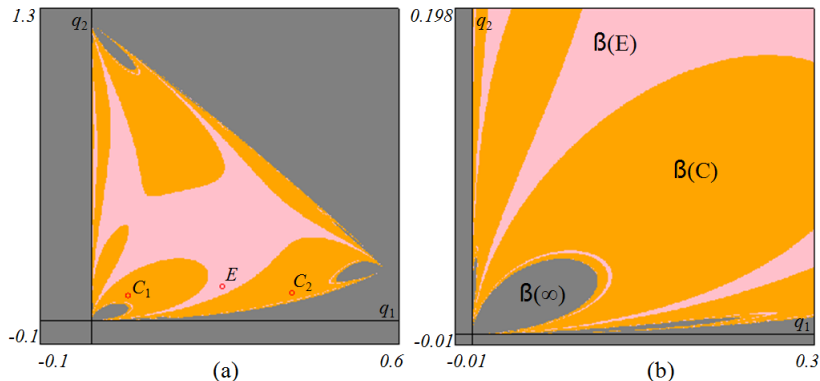 1.3
q2
C1
E
C2
q1
-0.1
-0.1
(a)
0.6
0.198
q2
ß(E)
ß(C)
ß(∞)
q1
-0.01
-0.01
(b)
0.3